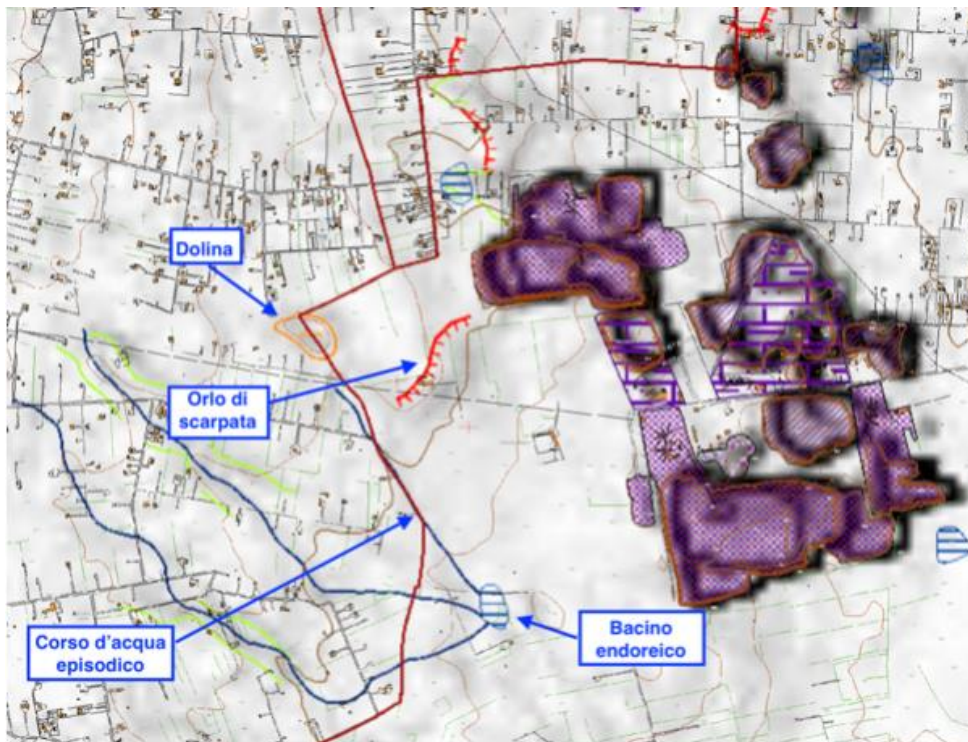 Dolina
Orlo di
scarpata
Corso d'acqua
episodico
Bacino
endoreico